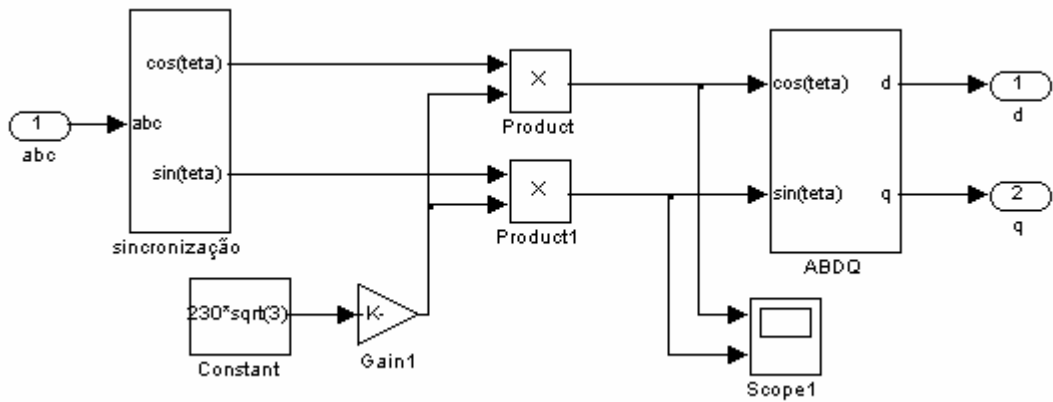 cos(teta)
1
abc
abc
sin(teta)
sincronização
230*sqrt(3)
Constant
K-
Gain1
×
Product
×
Product1
cos(teta)
d
sin(teta)
q
ABDQ
1
d
2
q
Scope1